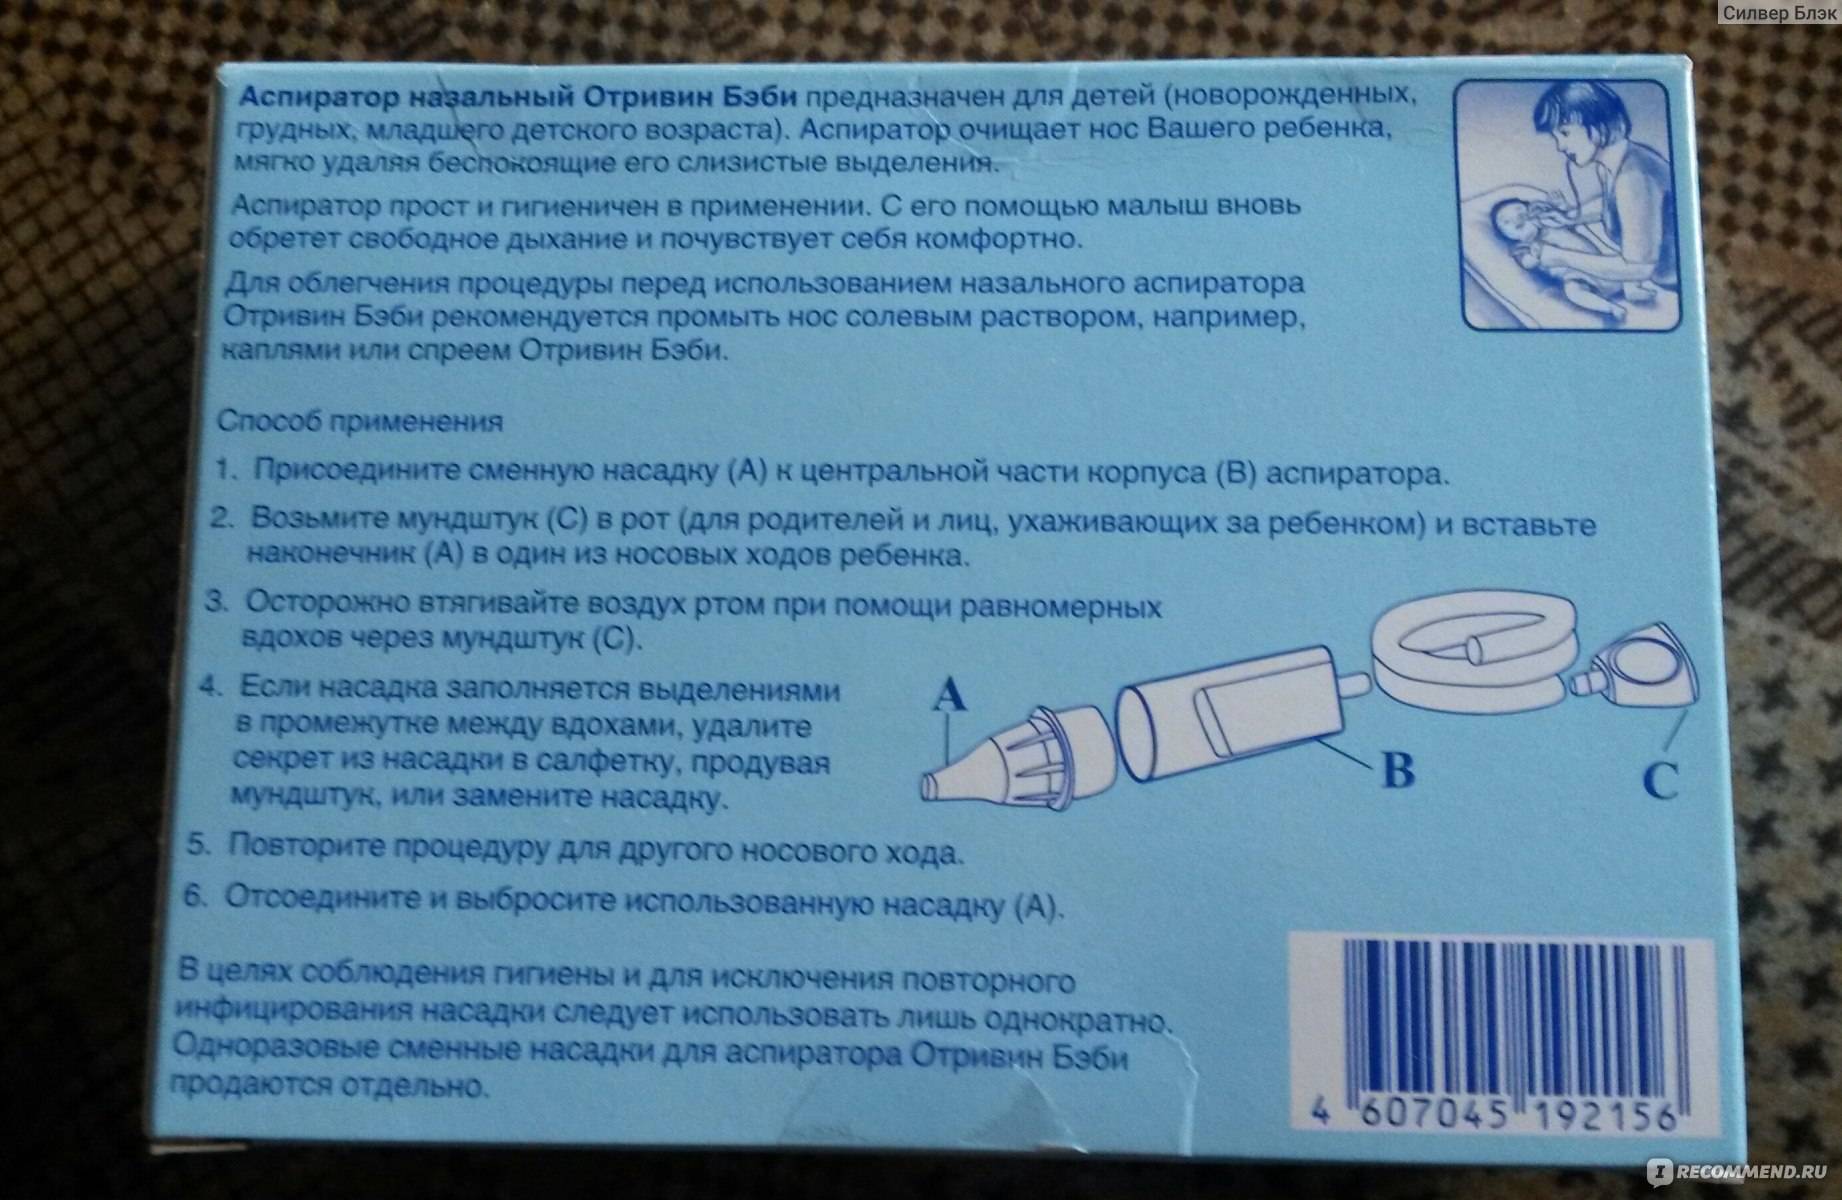 Силвер Блэк
Аспиратор назальный Отривин Бэби предназначен для детей (новорожденных,
грудных, младшего детского возраста). Аспиратор очищает нос Вашего ребенка,
мягко удаляя беспокоящие его слизистые выделения.
Аспиратор прост и гигиеничен в применении. С его помощью малыш вновь
обретет свободное дыхание и почувствует себя комфортно.
Для облегчения процедуры перед использованием назального аспиратора
Отривин Бэби рекомендуется промыть нос солевым раствором, например,
каплями или спреем Отривин Бэби.
Способ применения
1. Присоедините сменную насадку (А) к центральной части корпуса (В) аспиратора.
2. Возьмите мундштук (С) в рот (для родителей и лиц, ухаживающих за ребенком) и вставьте
наконечник (А) в один из носовых ходов ребенка.
3. Осторожно втягивайте воздух ртом при помощи равномерных
вдохов через мундштук (С).
4. Если насадка заполняется выделениями
в промежутке между вдохами, удалите
секрет из насадки в салфетку, продувая
мундштук, или замените насадку.
A
B
C
5. Повторите процедуру для другого носового хода.
6. Отсоедините и выбросите использованную насадку (А).
В целях соблюдения гигиены и для исключения повторного
инфицирования насадки следует использовать лишь однократно.
Одноразовые сменные насадки для аспиратора Отривин Бэби
продаются отдельно.
4 607045 192156
IRECOMMEND.RU